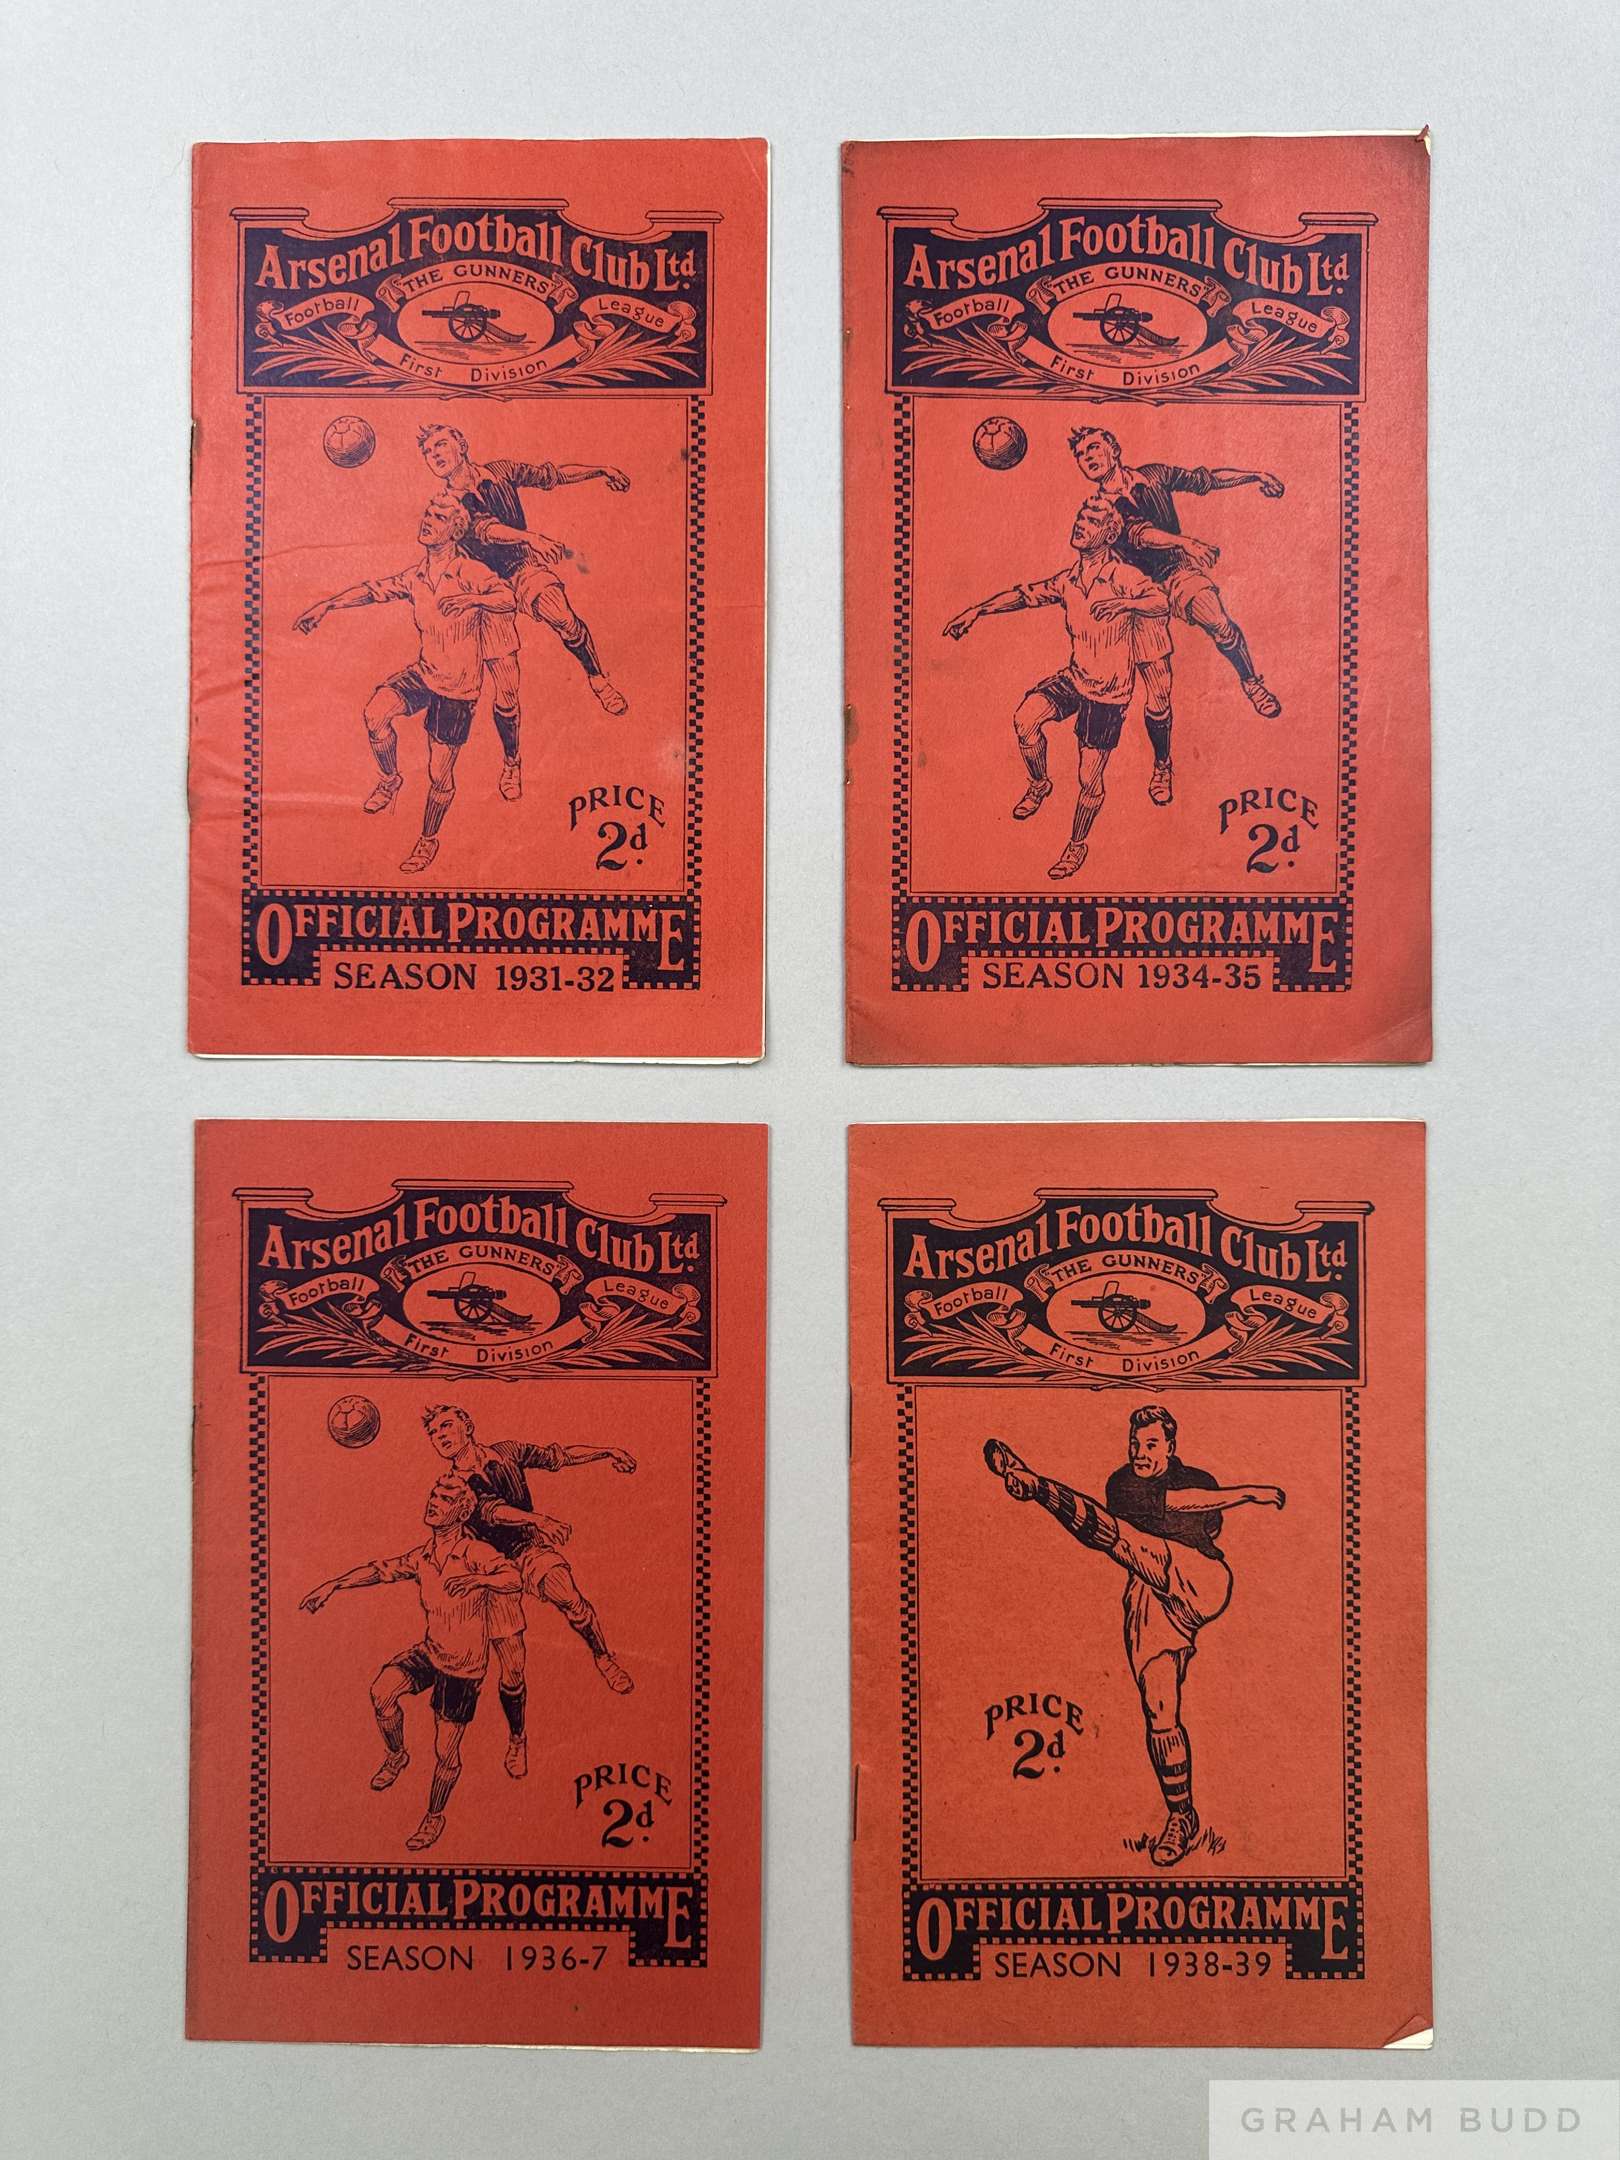 Arsenal Football Club Ltd.
THE GUNNERS
Football League
First Division
PRICE
2d.
OFFICIAL PROGRAMME
SEASON 1931-32
Arsenal Football Club Ltd.
THE GUNNERS
Football League
First Division
PRICE
2d.
OFFICIAL PROGRAMME
SEASON 1934-35
Arsenal Football Club Ltd.
THE GUNNERS
Football League
First Division
PRICE
2d.
OFFICIAL PROGRAMME
SEASON 1936-7
Arsenal Football Club Ltd.
THE GUNNERS
Football League
First Division
PRICE
2d.
OFFICIAL PROGRAMME
SEASON 1938-39
GRAHAM BUDD